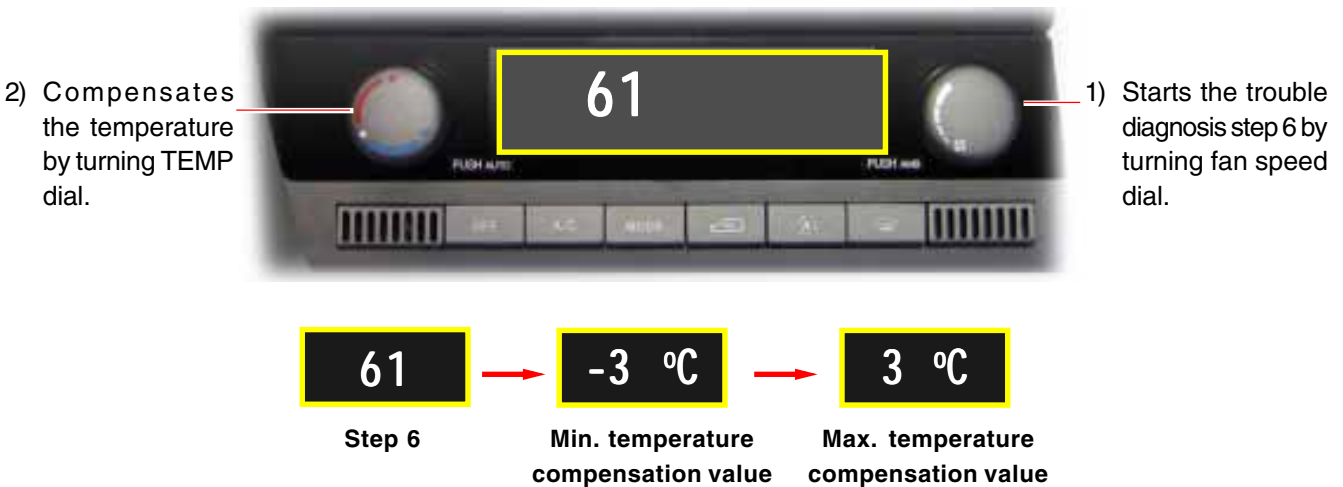 2) Compensates
the temperature
by turning TEMP
dial.
61
PUSH AUTO
PUSH AMB
OFF
A/C
MODE
1) Starts the trouble
diagnosis step 6 by
turning fan speed
dial.
61
-3 ºC
3 ºC
Step 6
Min. temperature
compensation value
Max. temperature
compensation value